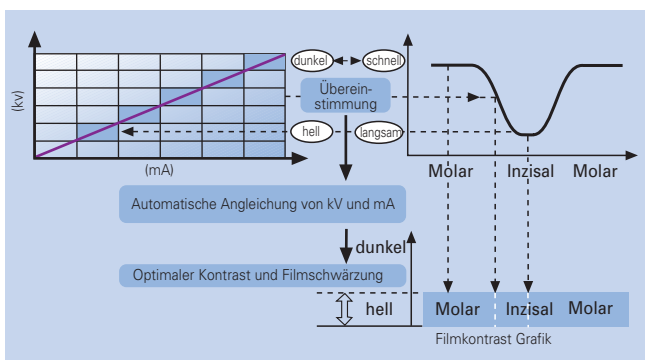 (kv)
(mA)
dunkel
schnell
Überein-
stimmung
hell
langsam
Molar
Inzisal
Molar
Automatische Angleichung von kV und mA
dunkel
Optimaler Kontrast und Filmschwärzung
hell
Molar
Inzisal
Molar
Filmkontrast Grafik